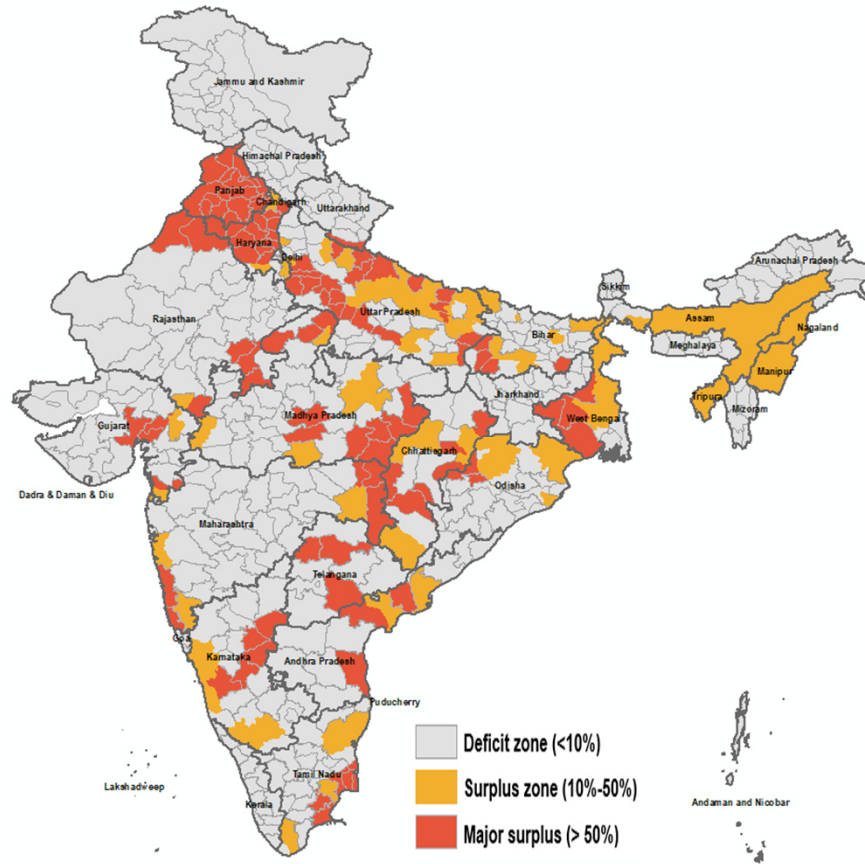 Jammu and Kashmir
Himachal Pradesh
Panjab
Chandigarh
Uttarakhand
Haryana
Delhi
Arunachal Pradesh
Sikkim
Rajasthan
Uttar Pradesh
Assam
Nagaland
Bihar
Meghalaya
Manipur
Jharkhand
Tripura
Mizoram
Gujarat
Madhya Pradesh
West Benga
Chhattisgarh
Odisha
Dadra & Daman & Diu
Maharashtra
Telangana
Goa
Karnataka
Andhra Pradesh
Puducherry
Deficit zone (<10%)
Tamil Nadu
Surplus zone (10%-50%)
Lakshadweep
Kerala
Andaman and Nicobar
Major surplus (> 50%)